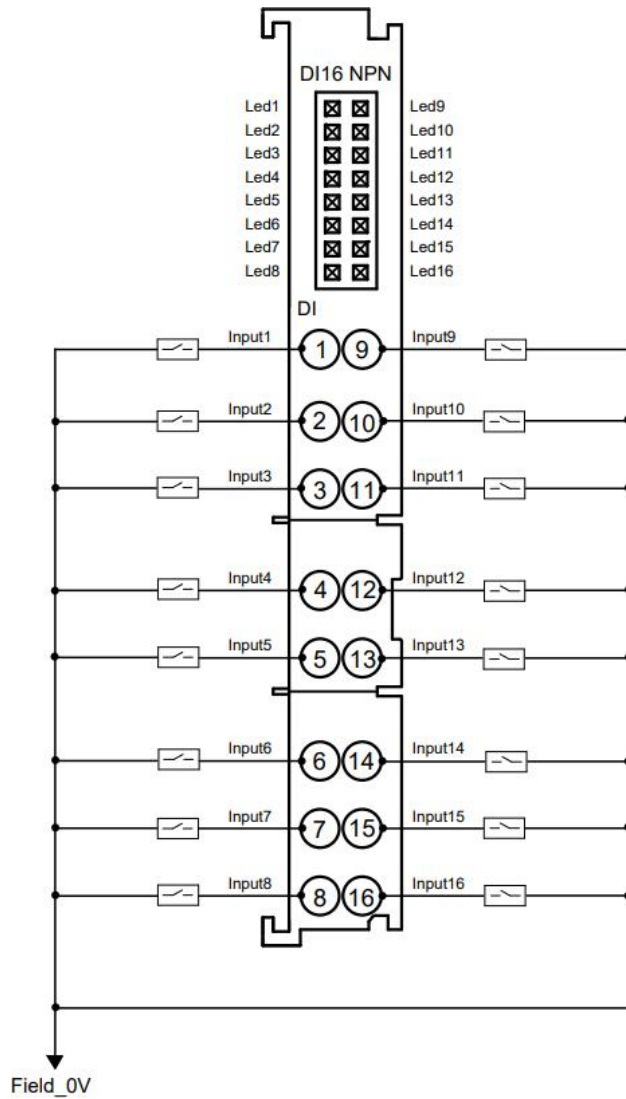 DI16 NPN
Led1 Led9
Led2 Led10
Led3 Led11
Led4 Led12
Led5 Led13
Led6 Led14
Led7 Led15
Led8 Led16
DI
Input1 1 9 Input9
Input2 2 10 Input10
Input3 3 11 Input11
Input4 4 12 Input12
Input5 5 13 Input13
Input6 6 14 Input14
Input7 7 15 Input15
Input8 8 16 Input16
Field_0V